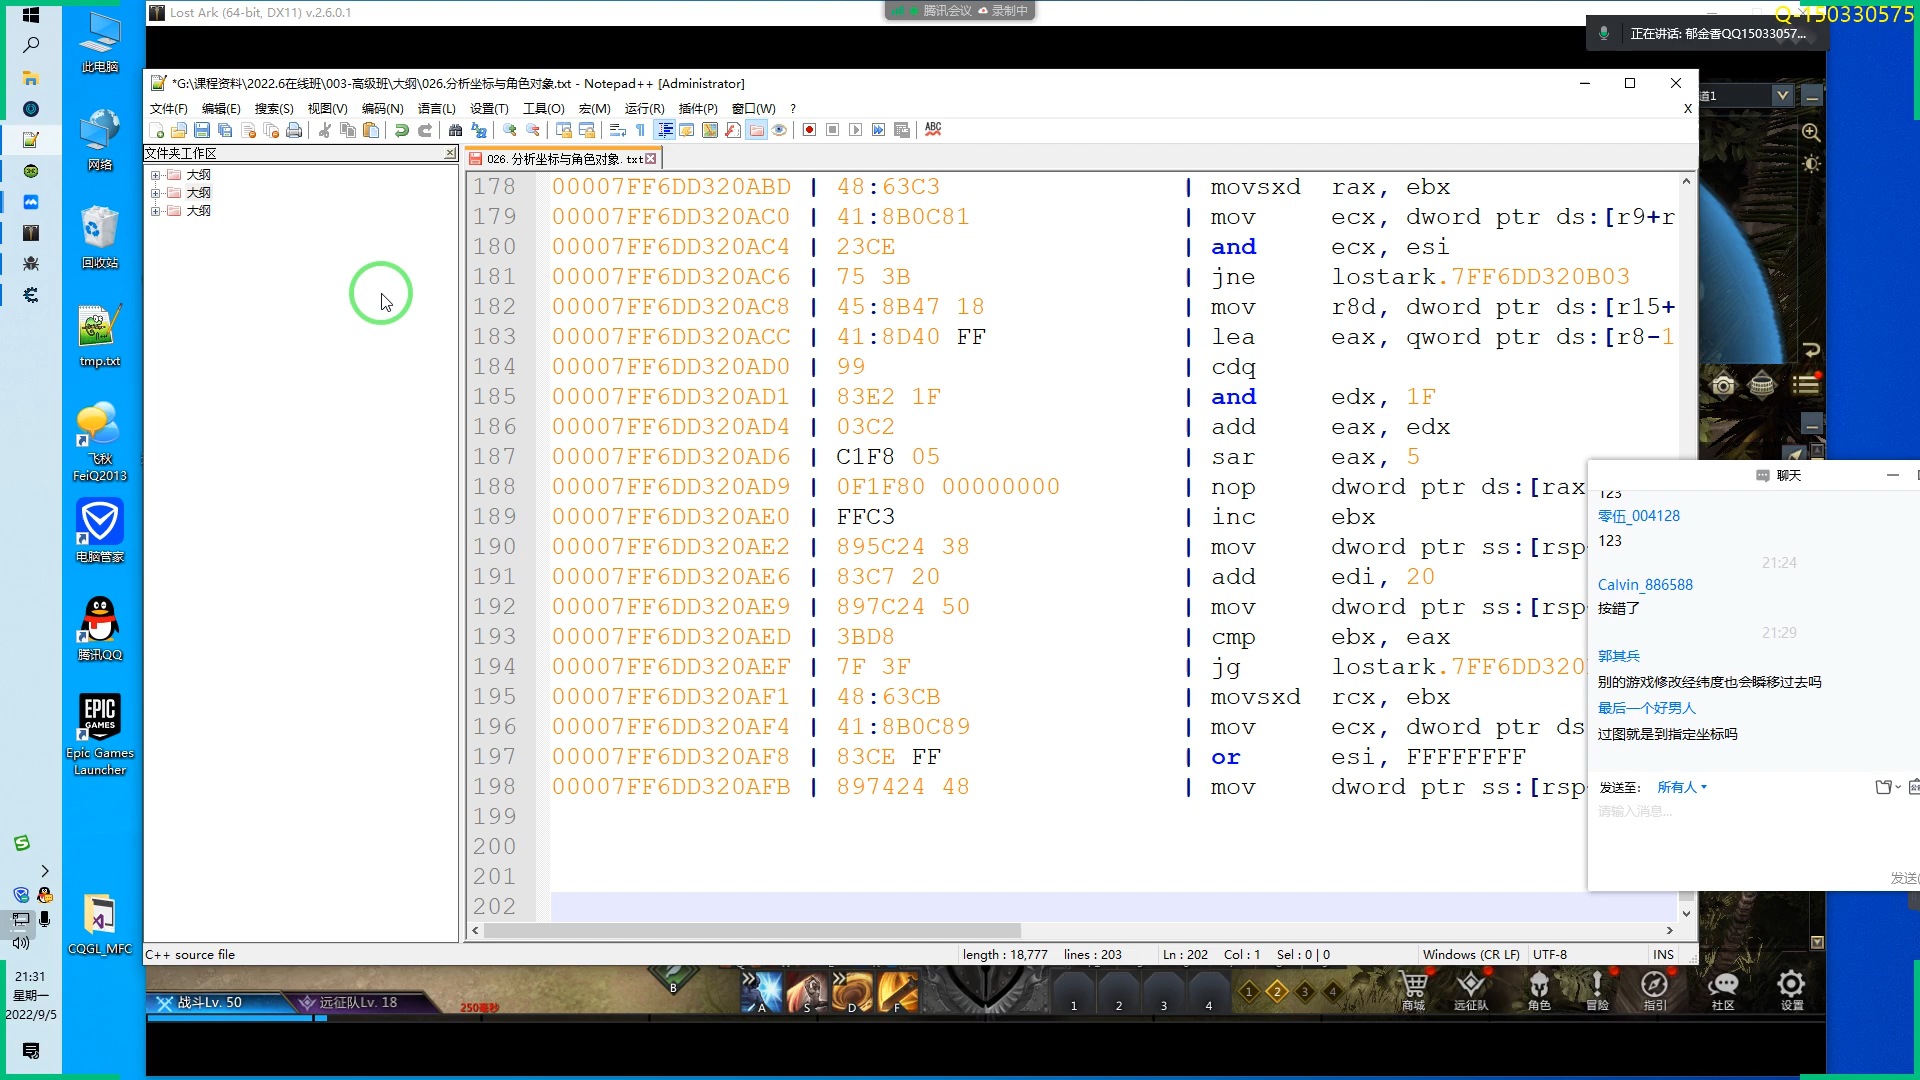 Lost Ark (64-bit, DX11) v.2.6.0.1
腾讯会议 录制中
Q-150330575
正在讲话: 郁金香QQ15033057...
此电脑
网络
回收站
tmp.txt
飞秋
FeiQ2013
电脑管家
腾讯QQ
EPIC
GAMES
Epic Games
Launcher
CQGL_MFC
*G:\课程资料\2022.6在线班\003-高级班\大纲\026.分析坐标与角色对象.txt - Notepad++ [Administrator]
文件(F) 编辑(E) 搜索(S) 视图(V) 编码(N) 语言(L) 设置(T) 工具(O) 宏(M) 运行(R) 插件(P) 窗口(W) ? X
文件夹工作区
大纲
大纲
大纲
026.分析坐标与角色对象.txt
178 00007FF6DD320ABD | 48:63C3 | movsxd rax, ebx
179 00007FF6DD320AC0 | 41:8B0C81 | mov ecx, dword ptr ds:[r9+r
180 00007FF6DD320AC4 | 23CE | and ecx, esi
181 00007FF6DD320AC6 | 75 3B | jne lostark.7FF6DD320B03
182 00007FF6DD320AC8 | 45:8B47 18 | mov r8d, dword ptr ds:[r15+
183 00007FF6DD320ACC | 41:8D40 FF | lea eax, qword ptr ds:[r8-1
184 00007FF6DD320AD0 | 99 | cdq
185 00007FF6DD320AD1 | 83E2 1F | and edx, 1F
186 00007FF6DD320AD4 | 03C2 | add eax, edx
187 00007FF6DD320AD6 | C1F8 05 | sar eax, 5
188 00007FF6DD320AD9 | 0F1F80 00000000 | nop dword ptr ds:[rax
189 00007FF6DD320AE0 | FFC3 | inc ebx
190 00007FF6DD320AE2 | 895C24 38 | mov dword ptr ss:[rsp
191 00007FF6DD320AE6 | 83C7 20 | add edi, 20
192 00007FF6DD320AE9 | 897C24 50 | mov dword ptr ss:[rsp
193 00007FF6DD320AED | 3BD8 | cmp ebx, eax
194 00007FF6DD320AEF | 7F 3F | jg lostark.7FF6DD320
195 00007FF6DD320AF1 | 48:63CB | movsxd rcx, ebx
196 00007FF6DD320AF4 | 41:8B0C89 | mov ecx, dword ptr ds
197 00007FF6DD320AF8 | 83CE FF | or esi, FFFFFFFF
198 00007FF6DD320AFB | 897424 48 | mov dword ptr ss:[rsp
199
200
201
202
C++ source file length : 18,777 lines : 203 Ln : 202 Col : 1 Sel : 0 | 0 Windows (CR LF) UTF-8 INS
道1
聊天
123
零伍_004128
123
21:24
Calvin_886588
按错了
21:29
郭其兵
别的游戏修改经纬度也会瞬移过去吗
最后一个好男人
过图就是到指定坐标吗
发送至: 所有人
请输入消息...
发送(
战斗Lv. 50
远征队Lv. 18
250毫秒
B
A S D F
1 2 3 4
1 2 3 4
商城 远征队 角色 冒险 指引 社区 设置
21:31
星期一
2022/9/5